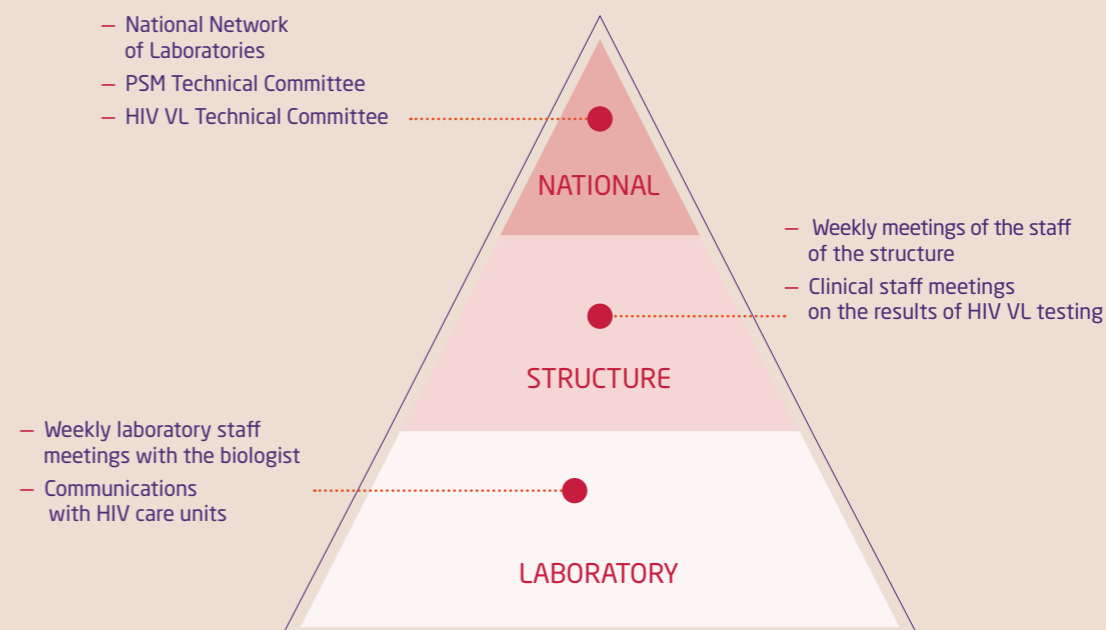 — National Network
of Laboratories
— PSM Technical Committee
— HIV VL Technical Committee
NATIONAL
— Weekly meetings of the staff
of the structure
— Clinical staff meetings
on the results of HIV VL testing
STRUCTURE
— Weekly laboratory staff
meetings with the biologist
— Communications
with HIV care units
LABORATORY